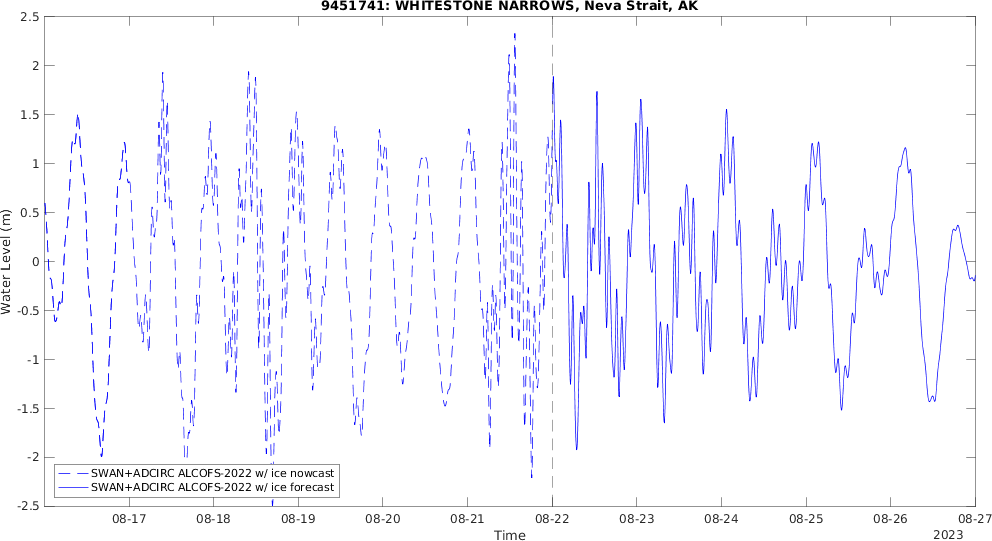 9451741: WHITESTONE NARROWS, Neva Strait, AK
2.5
2
1.5
1
0.5
0
-0.5
-1
-1.5
-2
-2.5
Water Level (m)
SWAN+ADCIRC ALCOFS-2022 w/ ice nowcast
SWAN+ADCIRC ALCOFS-2022 w/ ice forecast
08-17 08-18 08-19 08-20 08-21 08-22 08-23 08-24 08-25 08-26 08-27
Time
2023